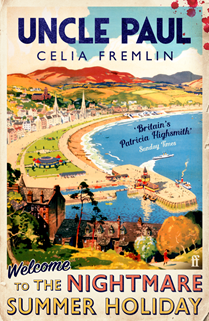 UNCLE PAUL
CELIA FREMLIN
'Britain's
Patricia Highsmith'
Sunday Times
ff
Welcome
TO THE NIGHTMARE
SUMMER HOLIDAY